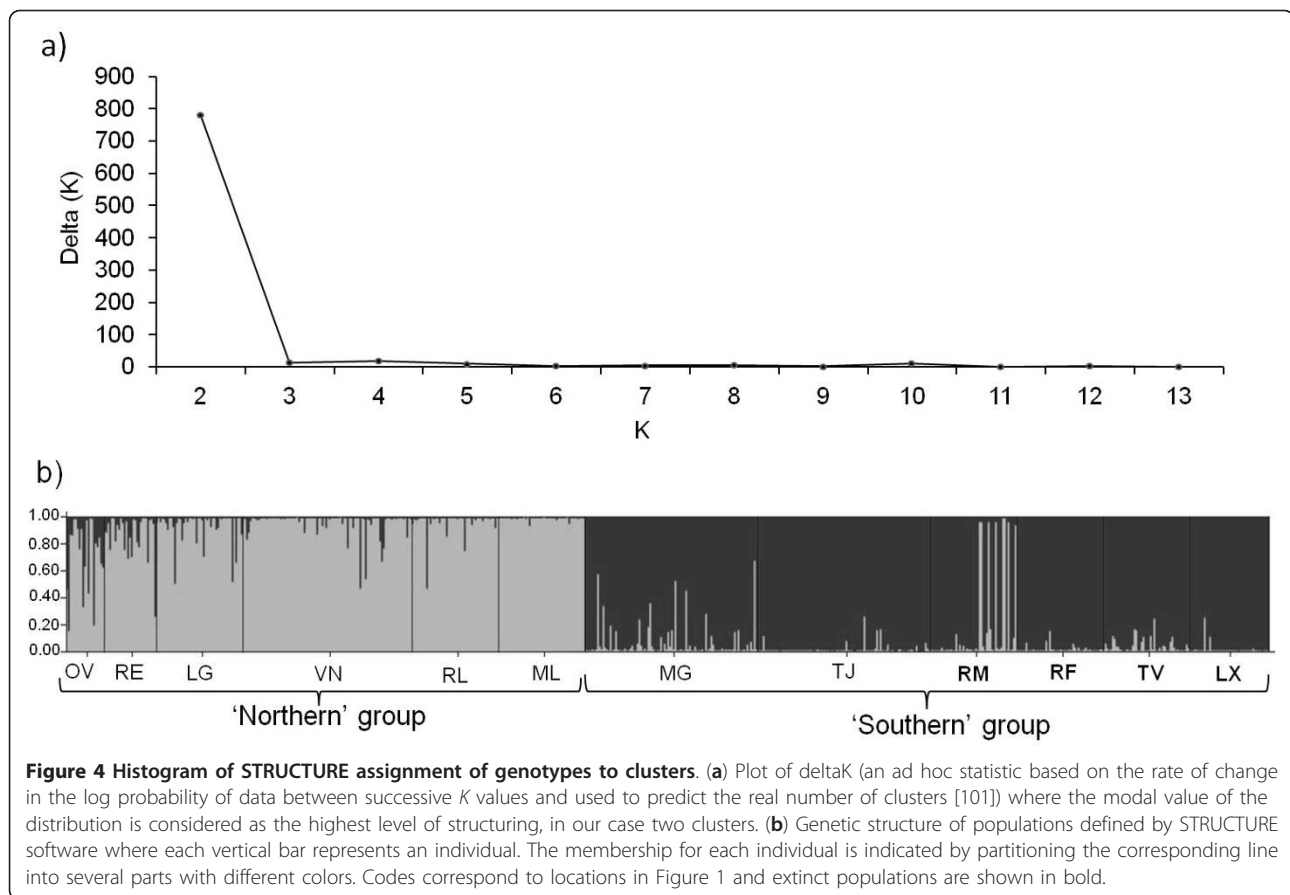 a)
900
800
700
600
500
400
300
200
100
0
Delta (K)
2 3 4 5 6 7 8 9 10 11 12 13
K
b)
1.00
0.80
0.60
0.40
0.20
0.00
OV RE LG VN RL ML MG TJ RM RF TV LX
'Northern' group 'Southern' group
Figure 4 Histogram of STRUCTURE assignment of genotypes to clusters. (a) Plot of deltaK (an ad hoc statistic based on the rate of change
in the log probability of data between successive K values and used to predict the real number of clusters [101]) where the modal value of the
distribution is considered as the highest level of structuring, in our case two clusters. (b) Genetic structure of populations defined by STRUCTURE
software where each vertical bar represents an individual. The membership for each individual is indicated by partitioning the corresponding line
into several parts with different colors. Codes correspond to locations in Figure 1 and extinct populations are shown in bold.